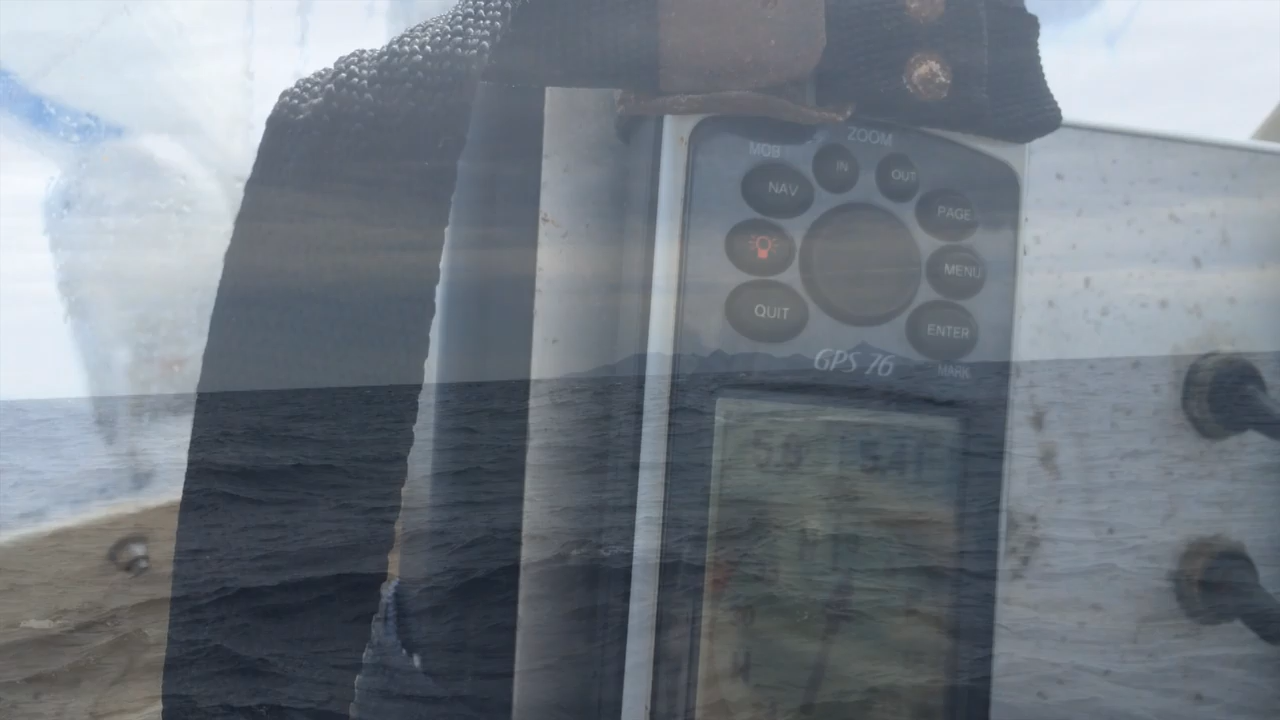 ZOOM
MOB
IN
OUT
NAV
PAGE
MENU
QUIT
ENTER
GPS 76
MARK